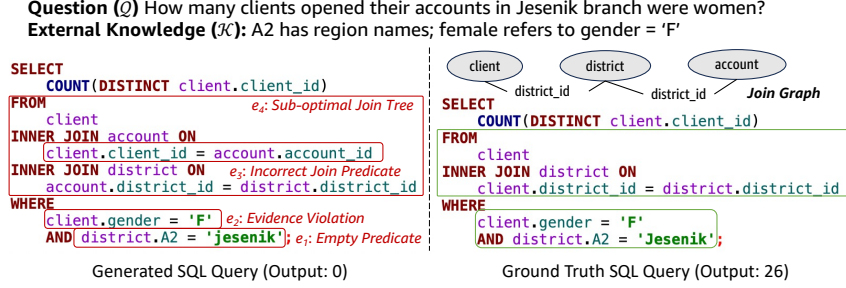 Question (Q) How many clients opened their accounts in Jesenik branch were women?
External Knowledge (K): A2 has region names; female refers to gender = ‘F’
SELECT
COUNT(DISTINCT client.client_id)
FROM
e₄: Sub-optimal Join Tree
client
INNER JOIN account ON
client.client_id = account.account_id
INNER JOIN district ON
e₃: Incorrect Join Predicate
account.district_id = district.district_id
WHERE
client.gender = 'F'
e₂: Evidence Violation
AND district.A2 = 'jesenik';
e₁: Empty Predicate
Generated SQL Query (Output: 0)
client
district
account
district_id
district_id
Join Graph
SELECT
COUNT(DISTINCT client.client_id)
FROM
client
INNER JOIN district ON
client.district_id = district.district_id
WHERE
client.gender = 'F'
AND district.A2 = 'Jesenik';
Ground Truth SQL Query (Output: 26)